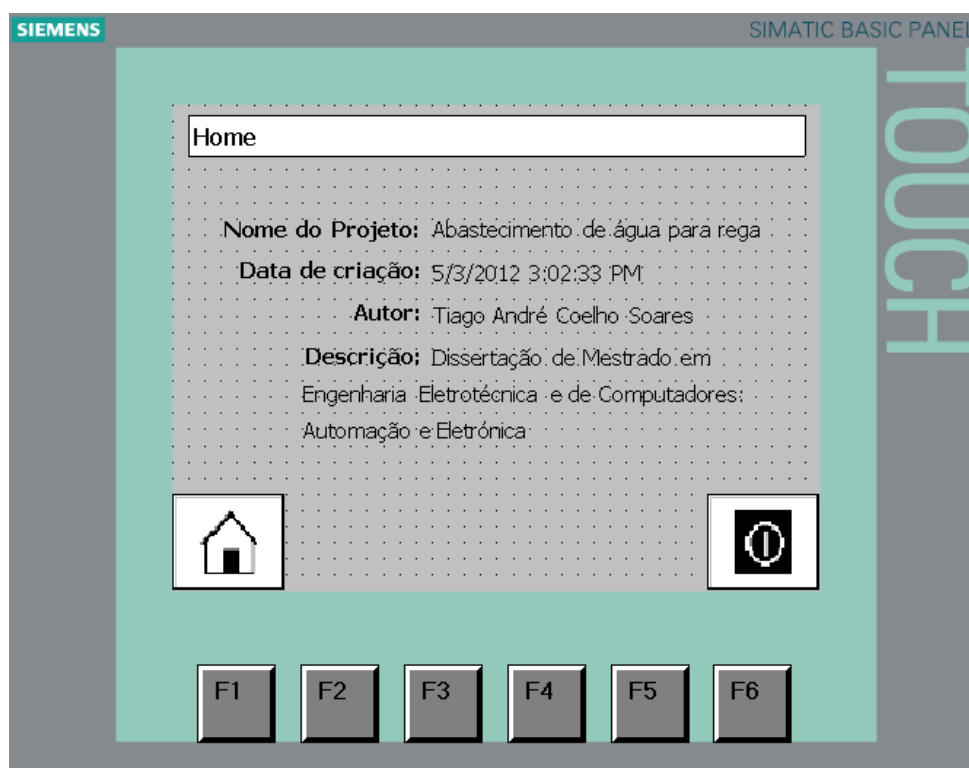 SIEMENS
SIMATIC BASIC PANEL
TOUCH
Home
Nome do Projeto: Abastecimento de água para rega
Data de criação: 5/3/2012 3:02:33 PM
Autor: Tiago André Coelho Soares
Descrição: Dissertação de Mestrado em
Engenharia Eletrotécnica e de Computadores:
Automação e Eletrónica
F1 F2 F3 F4 F5 F6